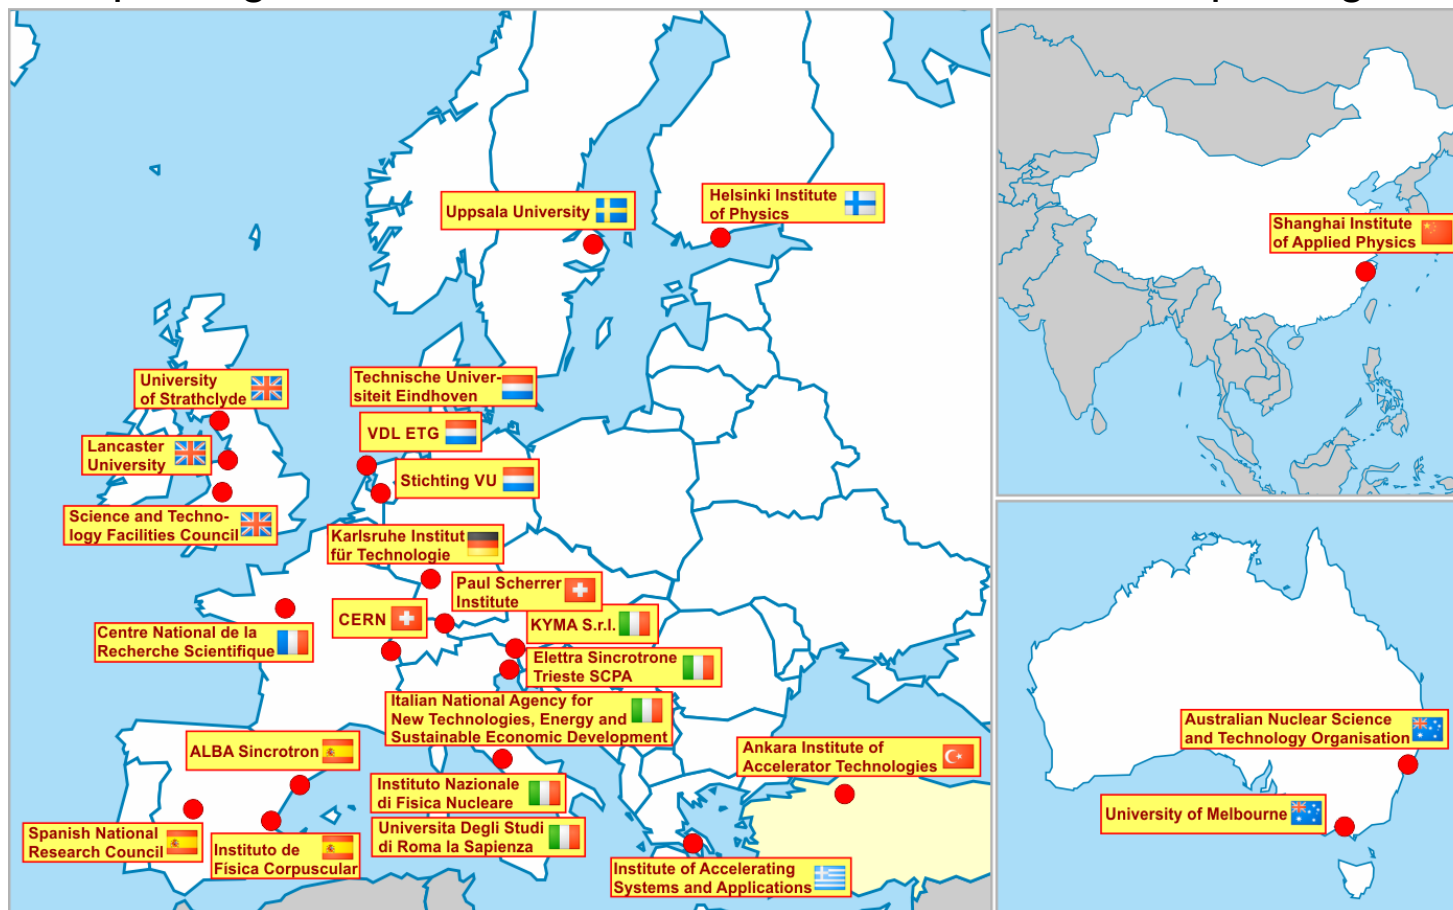 Uppsala University
Helsinki Institute
of Physics
Shanghai Institute
of Applied Physics
University
of Strathclyde
Technische Univer-
siteit Eindhoven
VDL ETG
Lancaster
University
Stichting VU
Science and Techno-
logy Facilities Council
Karlsruhe Institut
für Technologie
Paul Scherrer
Institute
CERN
KYMA S.r.l.
Centre National de la
Recherche Scientifique
Elettra Sincrotrone
Trieste SCPA
Italian National Agency for
New Technologies, Energy and
Sustainable Economic Development
ALBA Sincrotron
Ankara Institute of
Accelerator Technologies
Instituto Nazionale
di Fisica Nucleare
Spanish National
Research Council
Instituto de
Física Corpuscular
Universita Degli Studi
di Roma la Sapienza
Institute of Accelerating
Systems and Applications
Australian Nuclear Science
and Technology Organisation
University of Melbourne